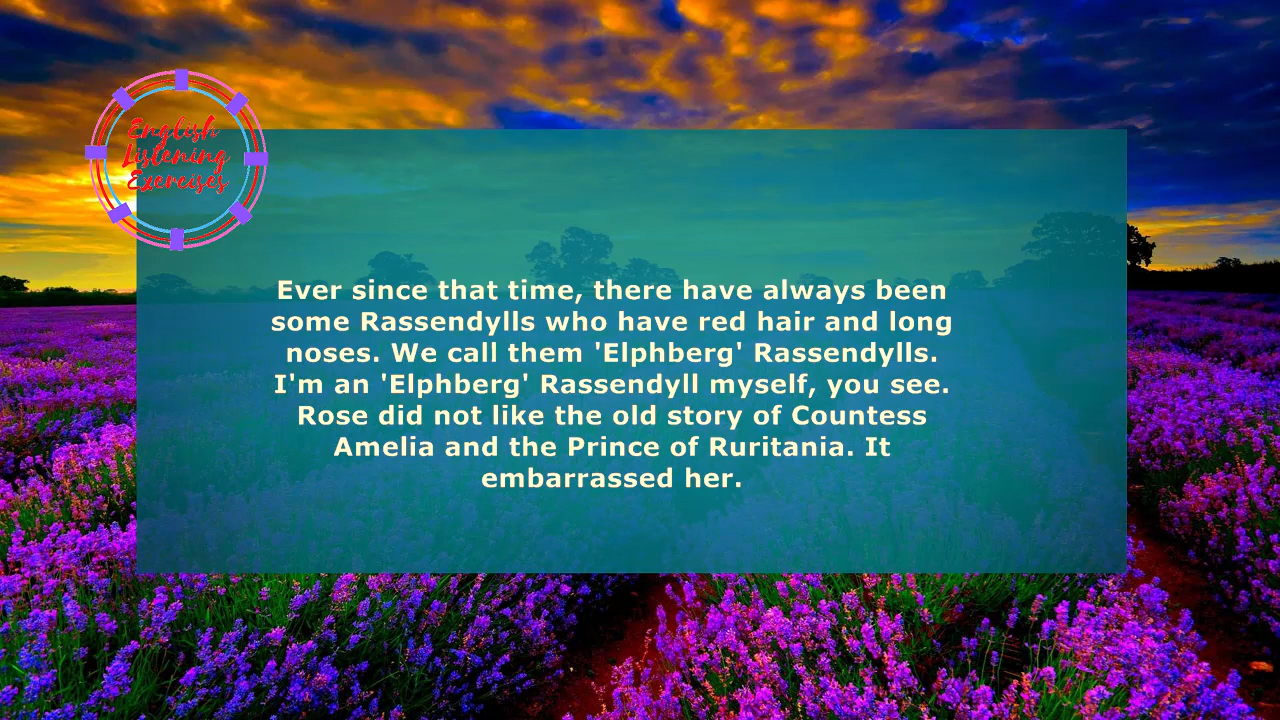 English
Listening
Exercises
Ever since that time, there have always been
some Rassendylls who have red hair and long
noses. We call them 'Elphberg' Rassendylls.
I'm an 'Elphberg' Rassendyll myself, you see.
Rose did not like the old story of Countess
Amelia and the Prince of Ruritania. It
embarrassed her.